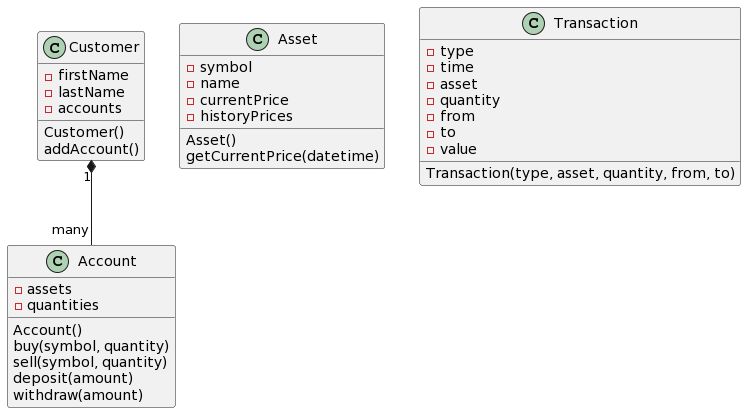 C Customer
firstName
lastName
accounts
Customer()
addAccount()
C Asset
symbol
name
currentPrice
historyPrices
Asset()
getCurrentPrice(datetime)
C Transaction
type
time
asset
quantity
from
to
value
Transaction(type, asset, quantity, from, to)
1
many
C Account
assets
quantities
Account()
buy(symbol, quantity)
sell(symbol, quantity)
deposit(amount)
withdraw(amount)